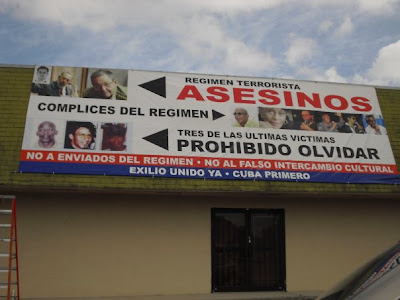 REGIMEN TERRORISTA
ASESINOS
COMPLICES DEL REGIMEN
TRES DE LAS ULTIMAS VICTIMAS
PROHIBIDO OLVIDAR
NO A ENVIADOS DEL REGIMEN • NO AL FALSO INTERCAMBIO CULTURAL
EXILIO UNIDO YA • CUBA PRIMERO